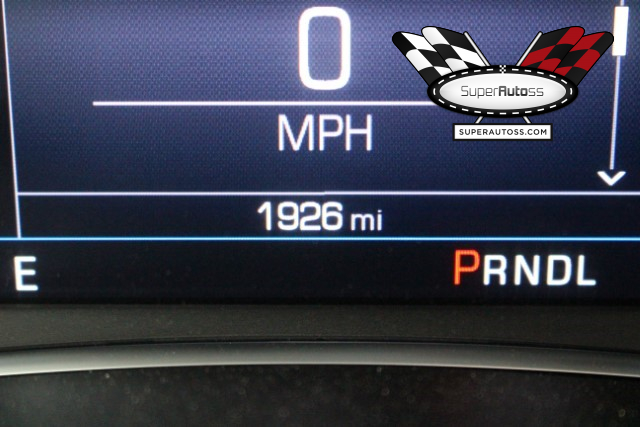 0
MPH
SuperAutoss
SUPERAUTOSS.COM
1926 mi
E
PRNDL